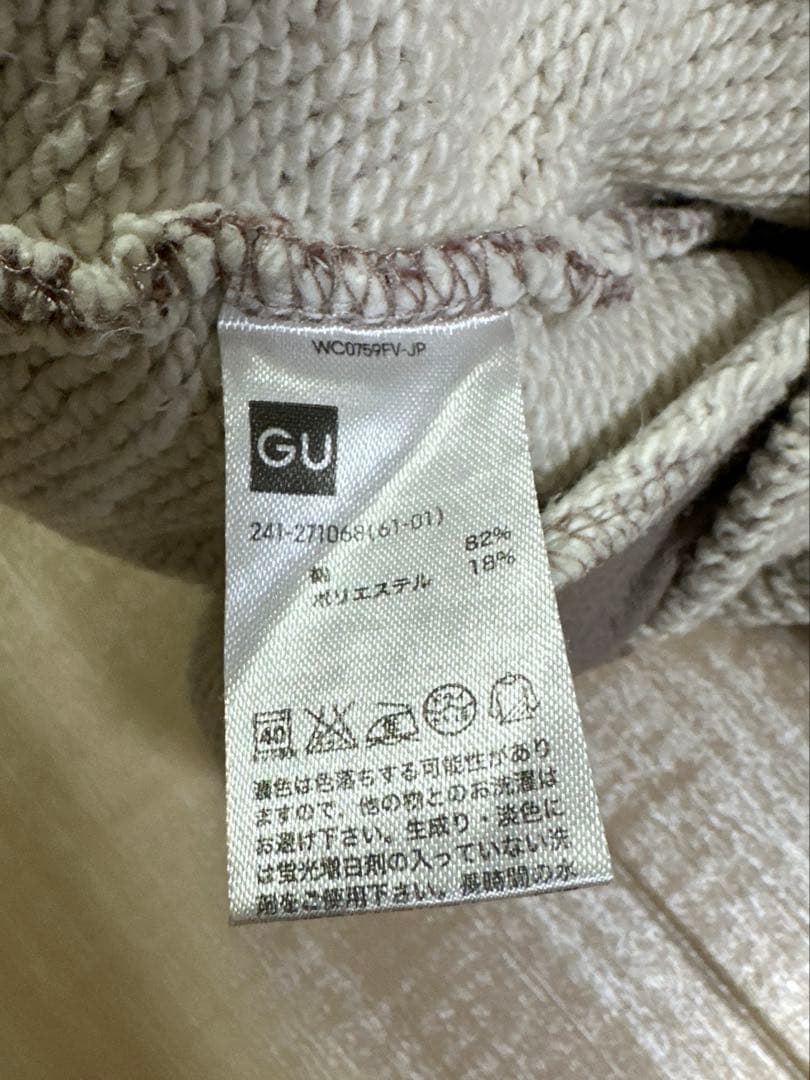 WC0759FV-JP
GU
241-271068(61-01)
綿 82%
ポリエステル 18%
40
濃色は色落ちする可能性があり
ますので、他の物とのお洗濯は
お避け下さい。生成り・淡色に
は蛍光増白剤の入っていない洗
剤をご使用下さい。長時間の水